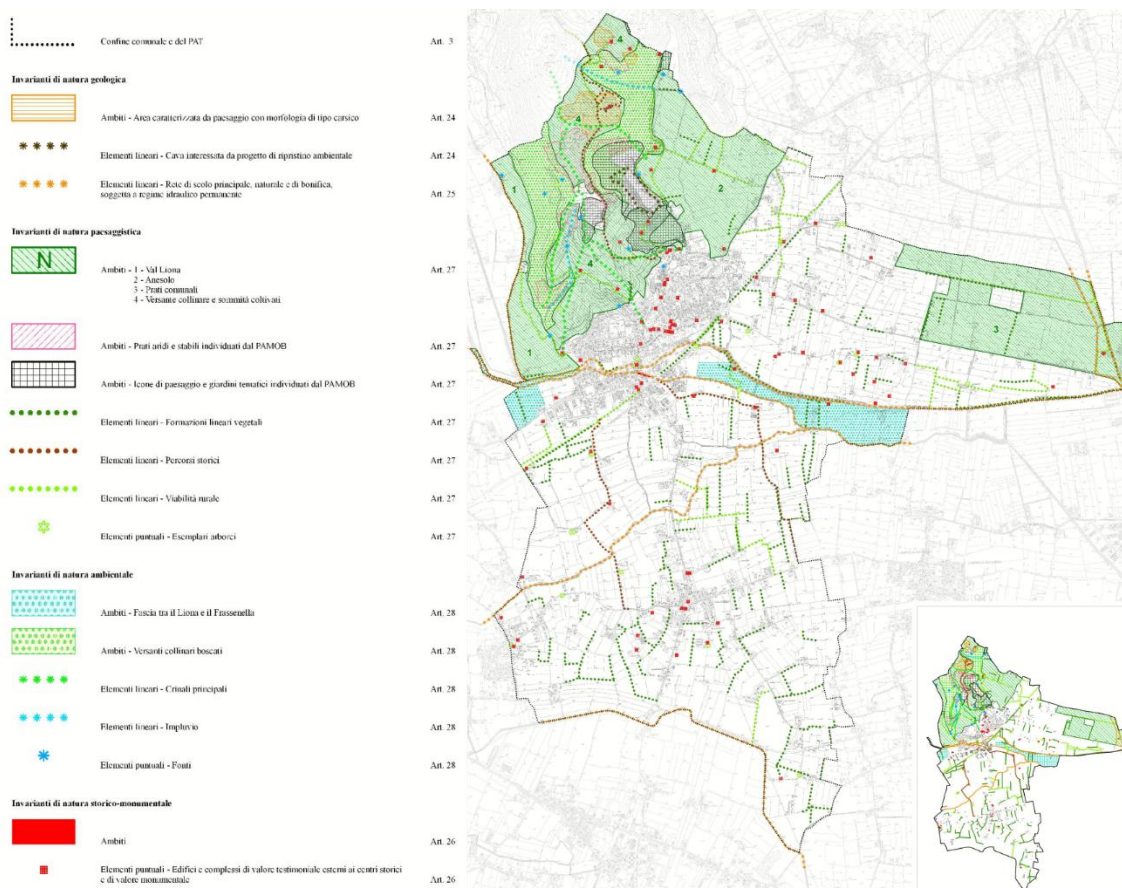 Confine comunale e del PAT Art. 3
Invarianti di natura geologica
Ambiti - Area caratterizzata da paesaggio con morfologia di tipo carsico Art. 24
Elementi lineari - Cava interessata da progetto di ripristino ambientale Art. 24
Elementi lineari - Rete di scolo principale, naturale e di bonifica,
soggetta a regime idraulico permanente Art. 25
Invarianti di natura paesaggistica
N
Ambiti - 1 - Val Liona Art. 27
2 - Anesolo
3 - Prati comunali
4 - Versante collinare e sommità coltivati
Ambiti - Prati aridi e stabili individuati dal PAMOB Art. 27
Ambiti - Icone di paesaggio e giardini tematici individuati dal PAMOB Art. 27
Elementi lineari - Formazioni lineari vegetali Art. 27
Elementi lineari - Percorsi storici Art. 27
Elementi lineari - Viabilità rurale Art. 27
Elementi puntuali - Esemplari arborei Art. 27
Invarianti di natura ambientale
Ambiti - Fascia tra il Liona e il Frassenella Art. 28
Ambiti - Versanti collinari boscati Art. 28
Elementi lineari - Crinali principali Art. 28
Elementi lineari - Impluvio Art. 28
Elementi puntuali - Fonti Art. 28
Invarianti di natura storico-monumentale
Ambiti Art. 26
Elementi puntuali - Edifici e complessi di valore testimoniale esterni ai centri storici
e di valore monumentale Art. 26
4
4
1
2
4
3
1